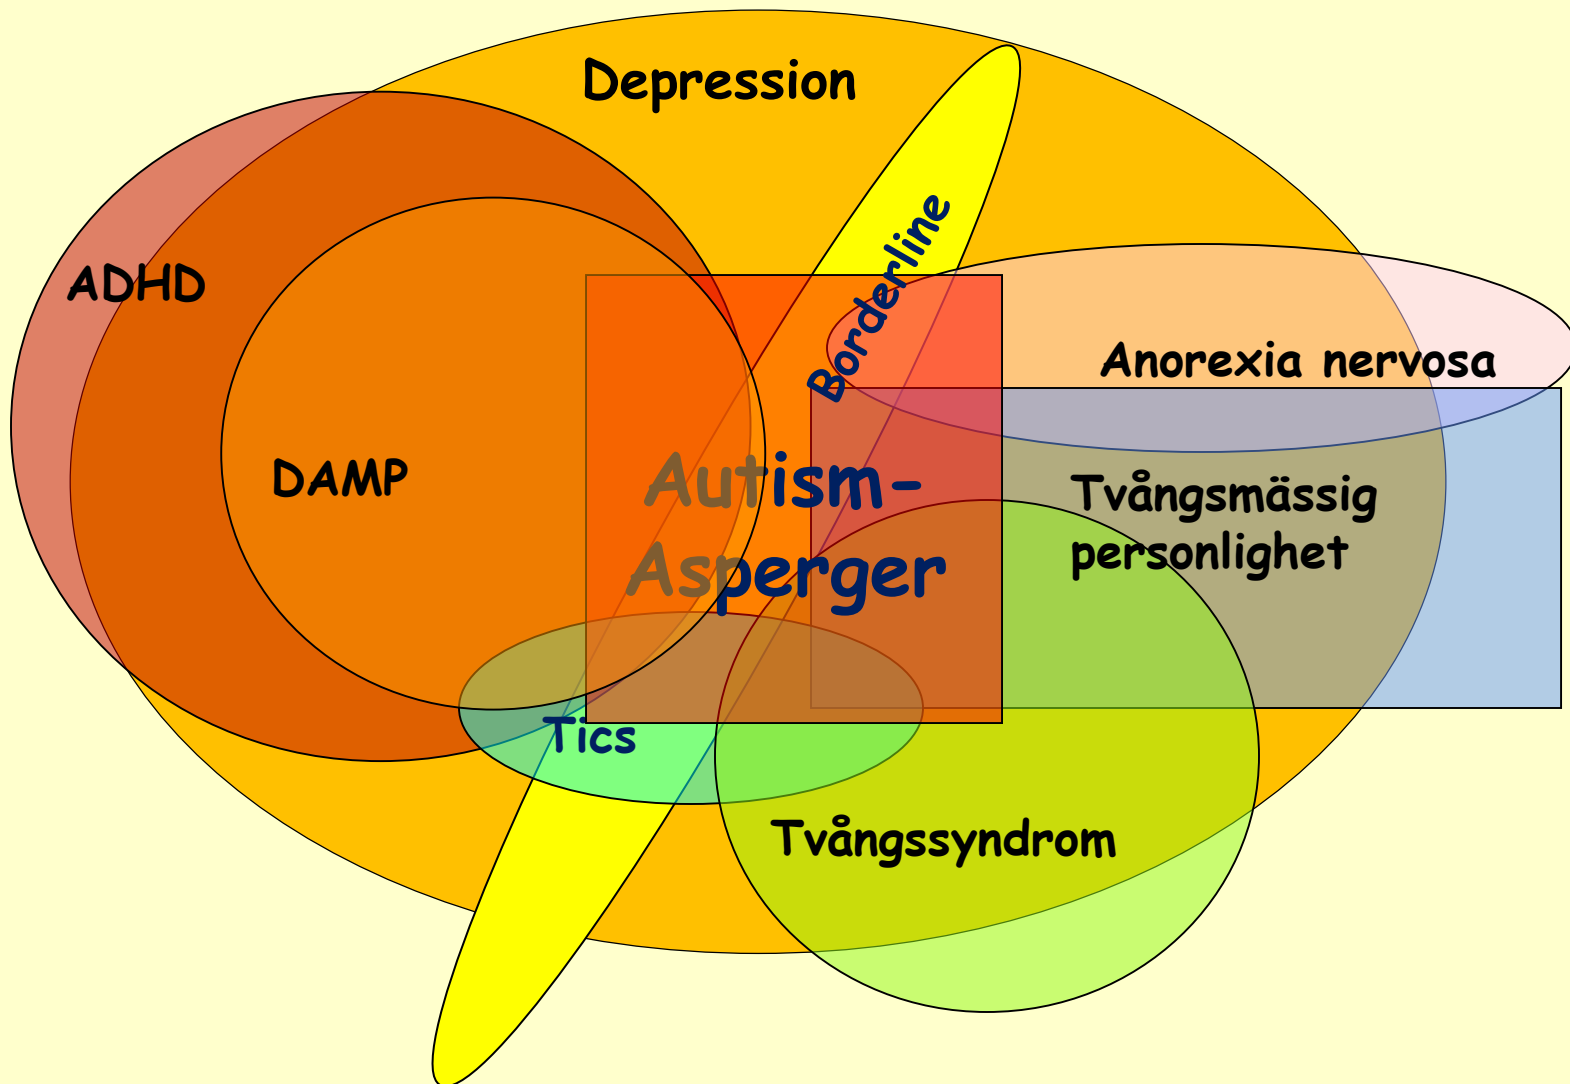 Depression
Borderline
ADHD
Anorexia nervosa
DAMP
Autism-
Asperger
Tvångsmässig
personlighet
Tics
Tvångssyndrom